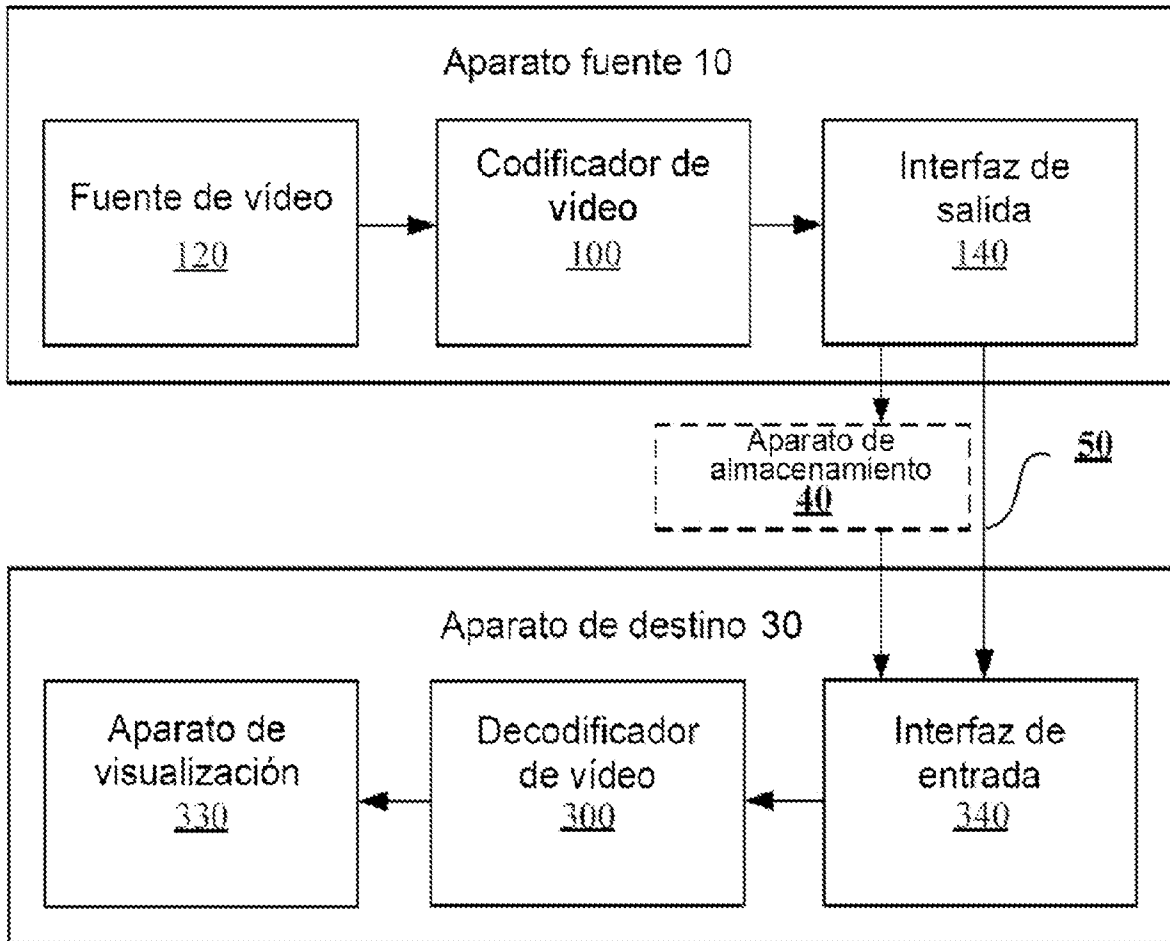 Aparato fuente 10
Fuente de vídeo
120
Codificador de
vídeo
100
Interfaz de
salida
140
Aparato de
almacenamiento
40
50
Aparato de destino 30
Aparato de
visualización
330
Decodificador
de vídeo
300
Interfaz de
entrada
340